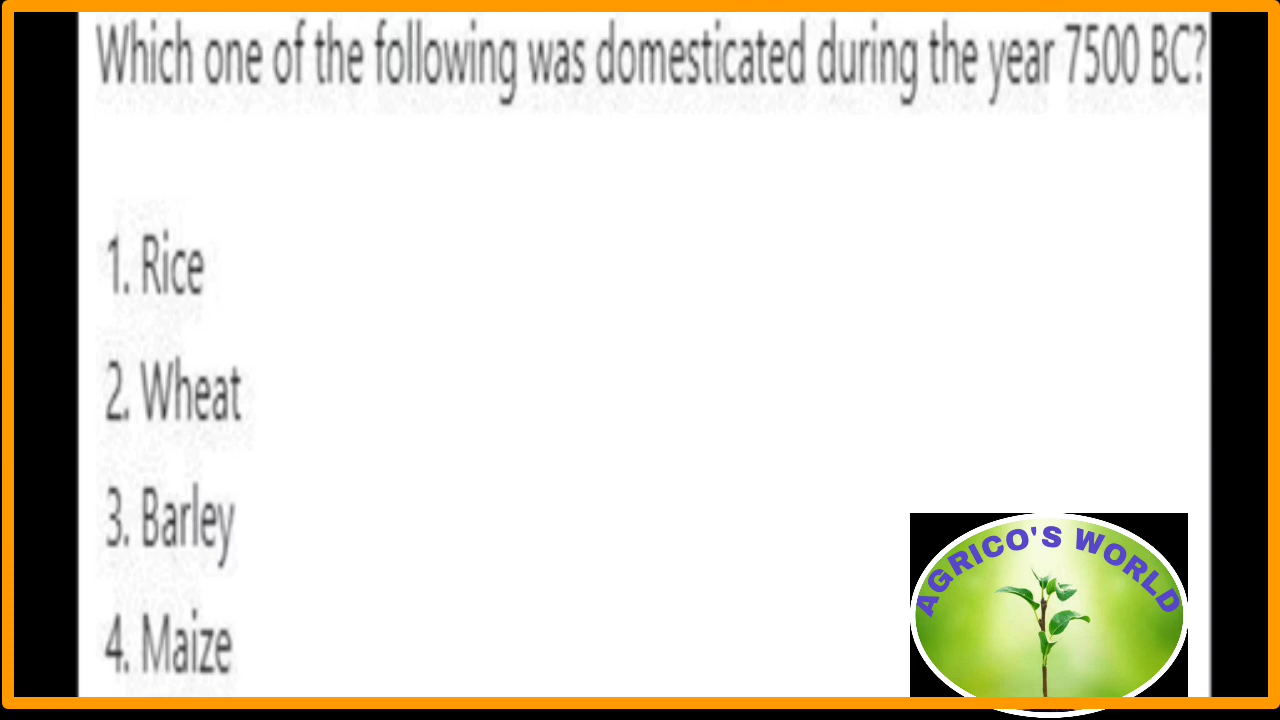 Which one of the following was domesticated during the year 7500 BC?
1. Rice
2. Wheat
3. Barley
4. Maize
AGRICO'S WORLD